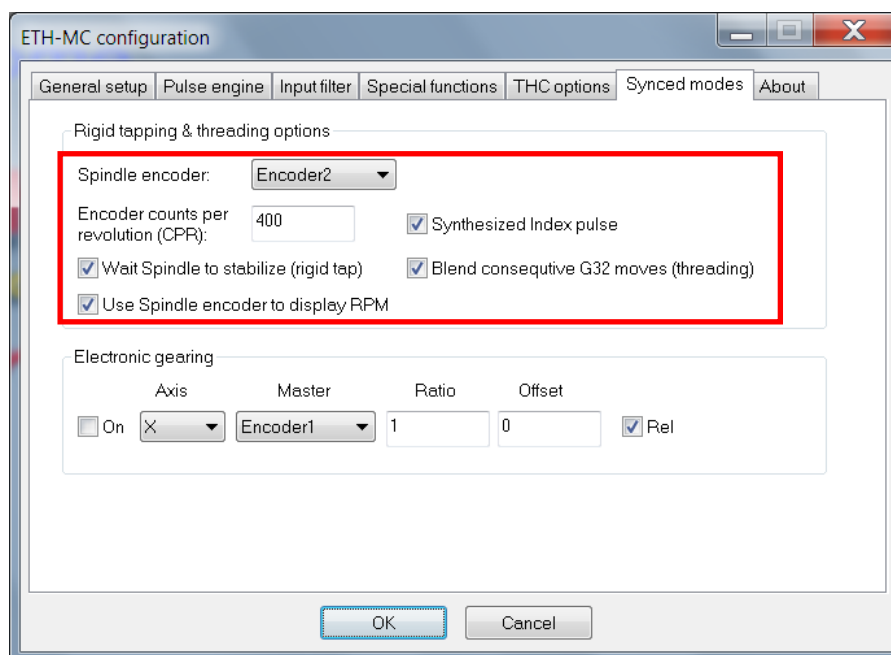 ETH-MC configuration
General setup Pulse engine Input filter Special functions THC options Synced modes About
Rigid tapping & threading options
Spindle encoder: Encoder2
Encoder counts per
revolution (CPR): 400 Synthesized Index pulse
Wait Spindle to stabilize (rigid tap) Blend consequtive G32 moves (threading)
Use Spindle encoder to display RPM
Electronic gearing
Axis Master Ratio Offset
On X Encoder1 1 0 Rel
OK Cancel